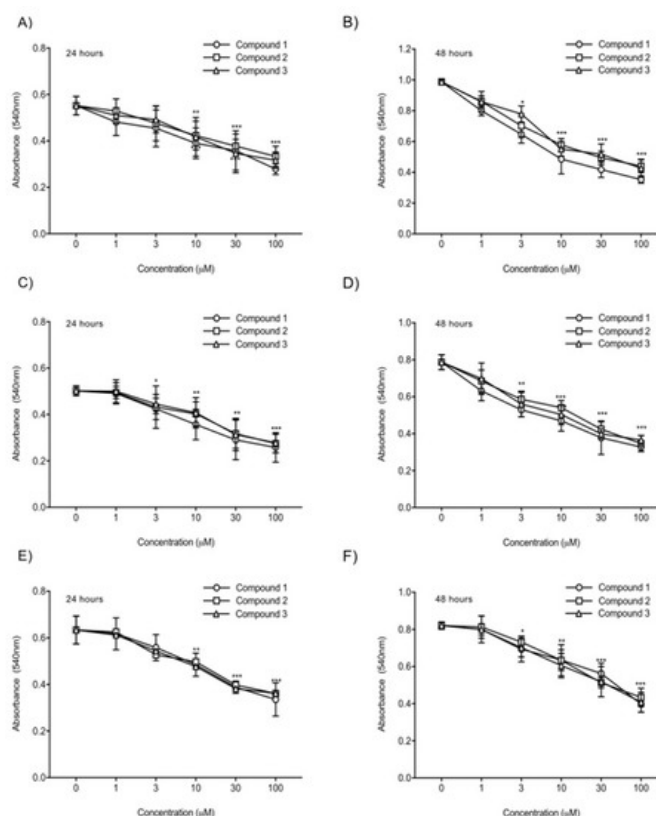 A)
24 hours
Compound 1
Compound 2
Compound 3
Absorbance (540nm)
0.8
0.6
0.4
0.2
0.0
** *** ***
0 1 3 10 30 100
Concentration (μM)
B)
48 hours
Compound 1
Compound 2
Compound 3
Absorbance (540nm)
1.2
1.0
0.8
0.6
0.4
0.2
0.0
* *** *** ***
0 1 3 10 30 100
Concentration (μM)
C)
24 hours
Compound 1
Compound 2
Compound 3
Absorbance (540nm)
0.8
0.6
0.4
0.2
0.0
* ** ** ***
0 1 3 10 30 100
Concentration (μM)
D)
48 hours
Compound 1
Compound 2
Compound 3
Absorbance (540nm)
1.0
0.8
0.6
0.4
0.2
0.0
** *** *** ***
0 1 3 10 30 100
Concentration (μM)
E)
24 hours
Compound 1
Compound 2
Compound 3
Absorbance (540nm)
0.8
0.6
0.4
0.2
0.0
** *** ***
0 1 3 10 30 100
Concentration (μM)
F)
48 hours
Compound 1
Compound 2
Compound 3
Absorbance (540nm)
1.0
0.8
0.6
0.4
0.2
0.0
* ** *** ***
0 1 3 10 30 100
Concentration (μM)